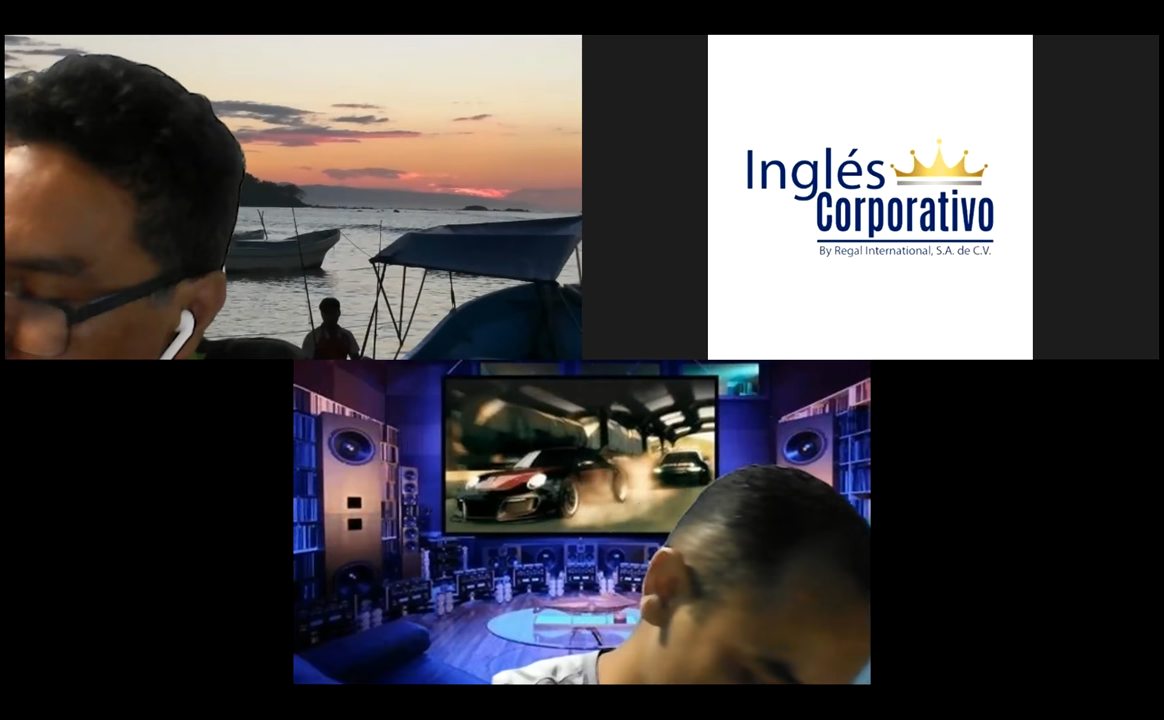 Inglés
Corporativo
By Regal International, S.A. de C.V.